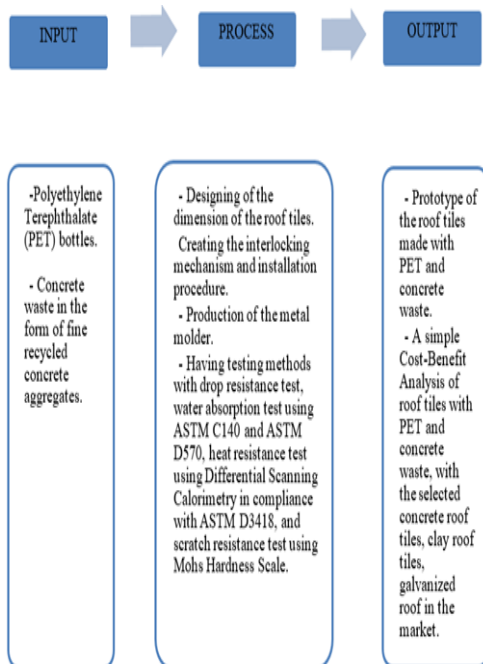 INPUT
PROCESS
OUTPUT
-Polyethylene
Terephthalate
(PET) bottles.
- Concrete
waste in the
form of fine
recycled
concrete
aggregates.
- Designing of the
dimension of the roof tiles.
Creating the interlocking
mechanism and installation
procedure.
- Production of the metal
molder.
- Having testing methods
with drop resistance test,
water absorption test using
ASTM C140 and ASTM
D570, heat resistance test
using Differential Scanning
Calorimetry in compliance
with ASTM D3418, and
scratch resistance test using
Mohs Hardness Scale.
- Prototype of
the roof tiles
made with
PET and
concrete
waste.
- A simple
Cost-Benefit
Analysis of
roof tiles with
PET and
concrete
waste, with
the selected
concrete roof
tiles, clay roof
tiles,
galvanized
roof in the
market.